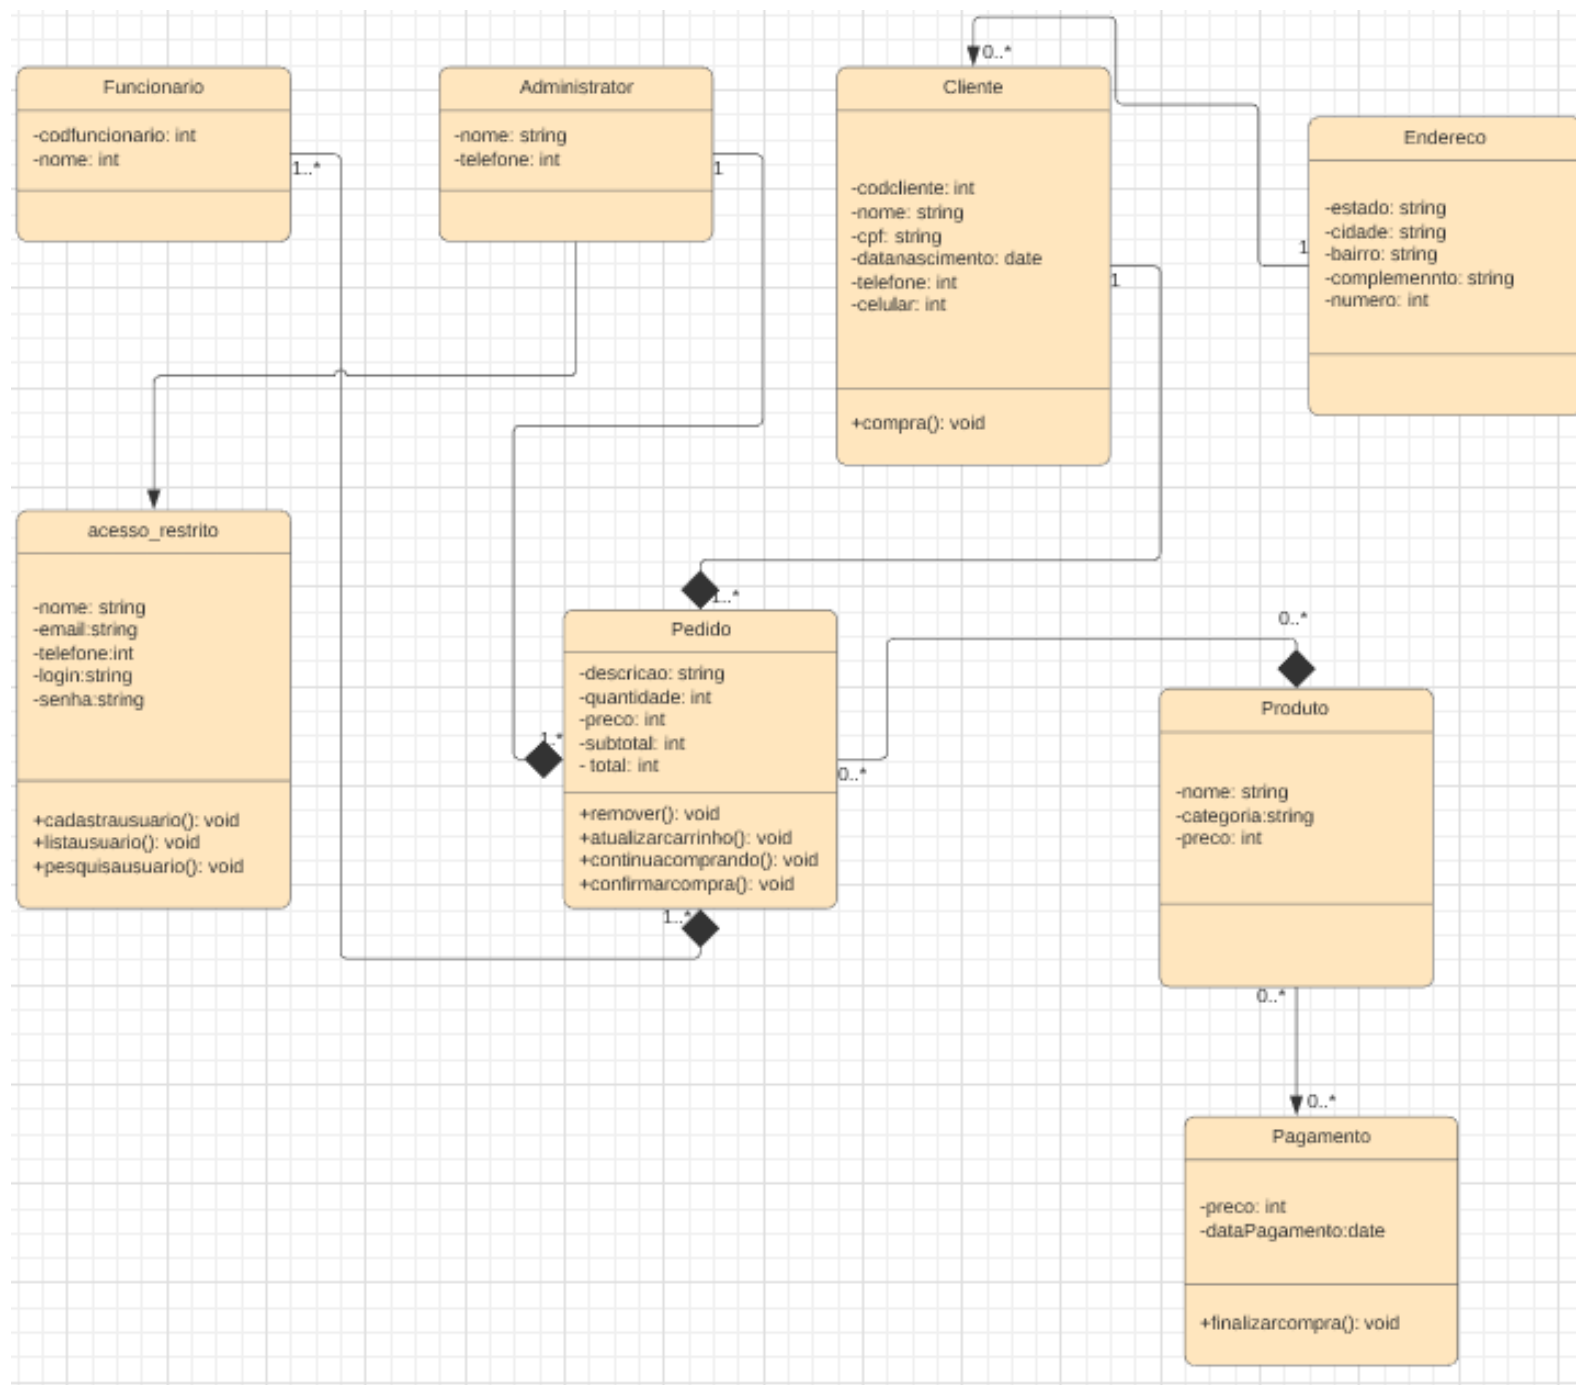 0..*
Funcionario
-codfuncionario: int
-nome: int
1..*
Administrator
-nome: string
-telefone: int
1
Cliente
-codcliente: int
-nome: string
-cpf: string
-datanascimento: date
-telefone: int
-celular: int
+compra(): void
1
Endereco
-estado: string
-cidade: string
-bairro: string
-complemennto: string
-numero: int
1
acesso_restrito
-nome: string
-email:string
-telefone:int
-login:string
-senha:string
+cadastrausuario(): void
+listausuario(): void
+pesquisausuario(): void
1..*
Pedido
-descricao: string
-quantidade: int
-preco: int
-subtotal: int
- total: int
1.*
0..*
+remover(): void
+atualizarcarrinho(): void
+continuacomprando(): void
+confirmarcompra(): void
1..*
0..*
Produto
-nome: string
-categoria:string
-preco: int
0..*
0..*
Pagamento
-preco: int
-dataPagamento:date
+finalizarcompra(): void